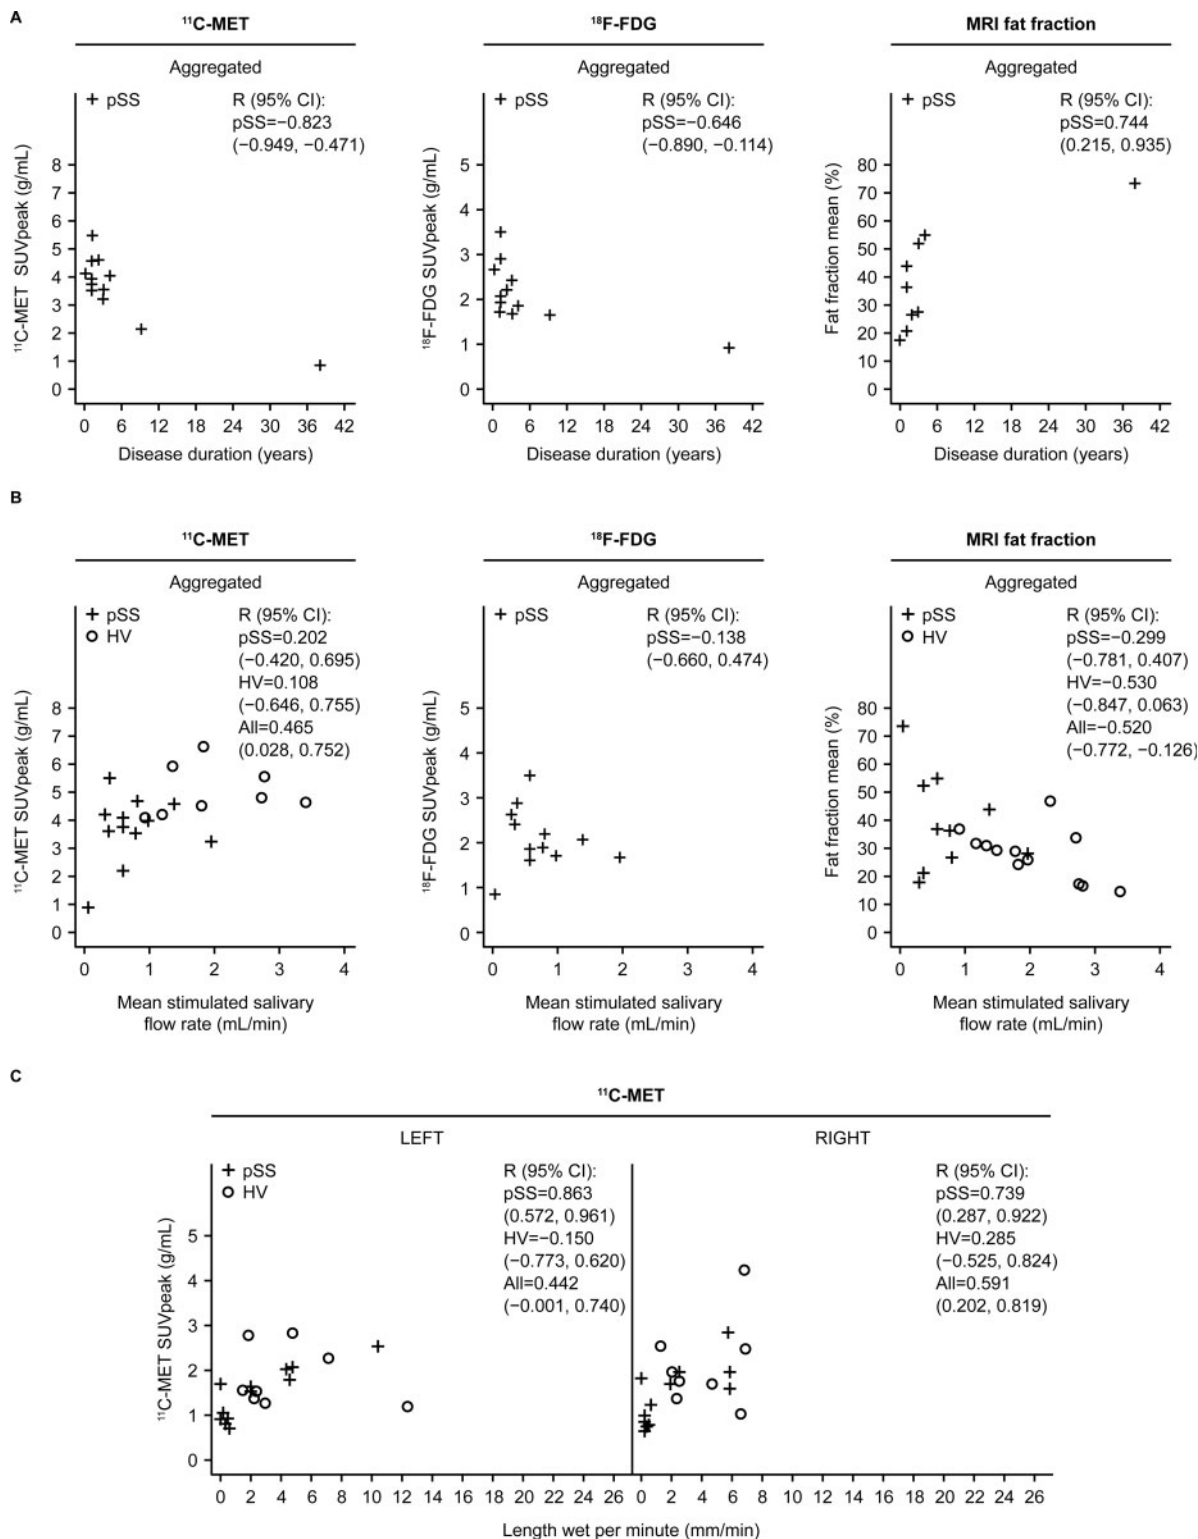 A
¹¹C-MET
Aggregated
pSS
R (95% CI):
pSS=−0.823
(−0.949, −0.471)
¹¹C-MET SUVpeak (g/mL)
8
7
6
5
4
3
2
1
0
0 6 12 18 24 30 36 42
Disease duration (years)
¹⁸F-FDG
Aggregated
pSS
R (95% CI):
pSS=−0.646
(−0.890, −0.114)
¹⁸F-FDG SUVpeak (g/mL)
5
4
3
2
1
0
0 6 12 18 24 30 36 42
Disease duration (years)
MRI fat fraction
Aggregated
pSS
R (95% CI):
pSS=0.744
(0.215, 0.935)
Fat fraction mean (%)
80
70
60
50
40
30
20
10
0
0 6 12 18 24 30 36 42
Disease duration (years)
B
¹¹C-MET
Aggregated
pSS
HV
R (95% CI):
pSS=0.202
(−0.420, 0.695)
HV=0.108
(−0.646, 0.755)
All=0.465
(0.028, 0.752)
¹¹C-MET SUVpeak (g/mL)
8
7
6
5
4
3
2
1
0
0 1 2 3 4
Mean stimulated salivary
flow rate (mL/min)
¹⁸F-FDG
Aggregated
pSS
R (95% CI):
pSS=−0.138
(−0.660, 0.474)
¹⁸F-FDG SUVpeak (g/mL)
5
4
3
2
1
0
0 1 2 3 4
Mean stimulated salivary
flow rate (mL/min)
MRI fat fraction
Aggregated
pSS
HV
R (95% CI):
pSS=−0.299
(−0.781, 0.407)
HV=−0.530
(−0.847, 0.063)
All=−0.520
(−0.772, −0.126)
Fat fraction mean (%)
80
70
60
50
40
30
20
10
0
0 1 2 3 4
Mean stimulated salivary
flow rate (mL/min)
C
¹¹C-MET
LEFT
pSS
HV
R (95% CI):
pSS=0.863
(0.572, 0.961)
HV=−0.150
(−0.773, 0.620)
All=0.442
(−0.001, 0.740)
¹¹C-MET SUVpeak (g/mL)
5
4
3
2
1
0
0 2 4 6 8 10 12 14 16 18 20 22 24 26
RIGHT
R (95% CI):
pSS=0.739
(0.287, 0.922)
HV=0.285
(−0.525, 0.824)
All=0.591
(0.202, 0.819)
0 2 4 6 8 10 12 14 16 18 20 22 24 26
Length wet per minute (mm/min)